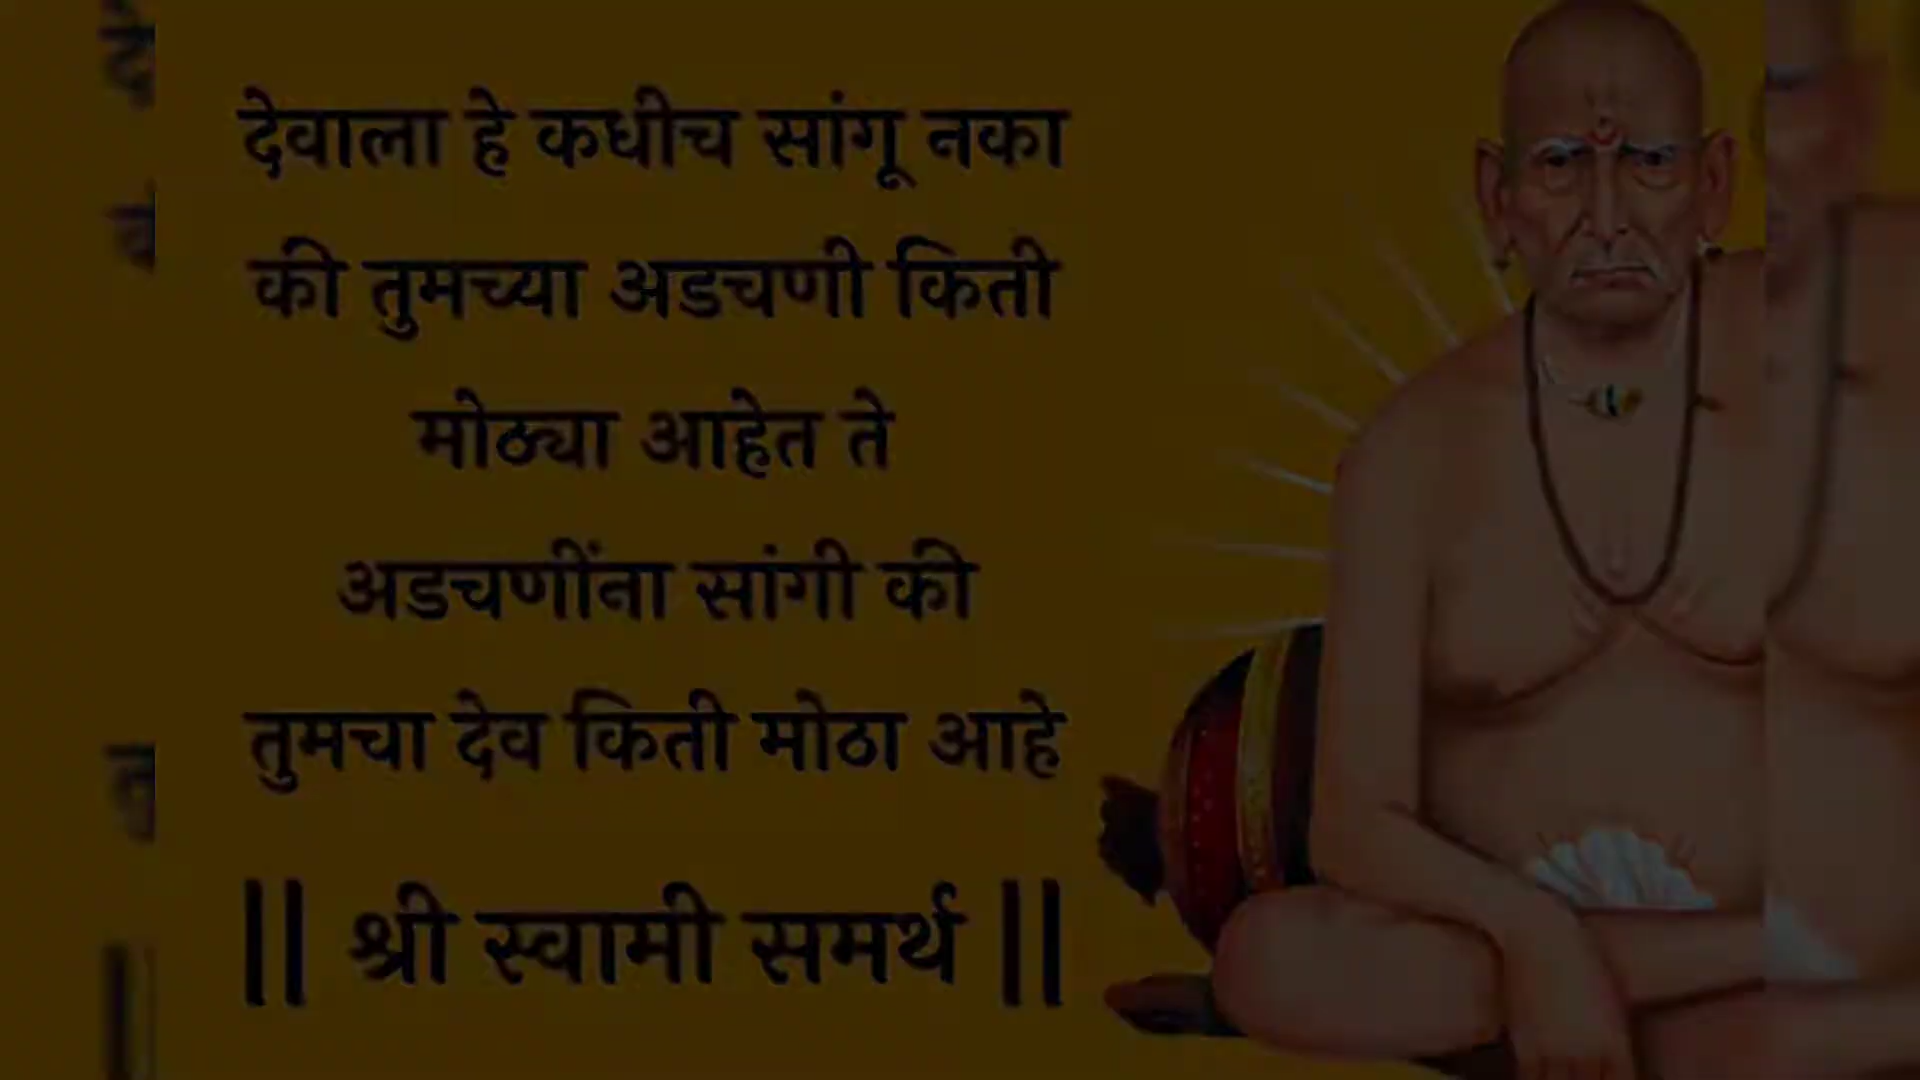 देवाला हे कधीच सांगू नका
की तुमच्या अडचणी किती
मोठ्या आहेत ते
अडचणींना सांगी की
तुमचा देव किती मोठा आहे
|| श्री स्वामी समर्थ ||